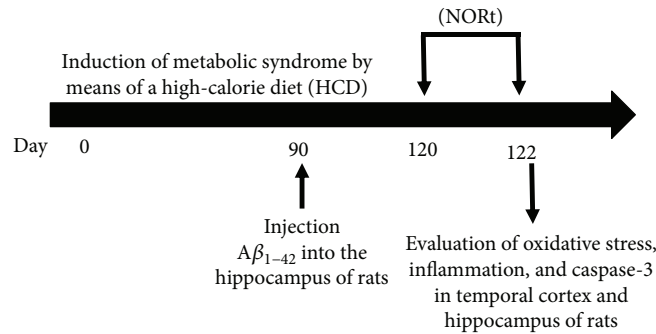 (NORt)
Induction of metabolic syndrome by
means of a high-calorie diet (HCD)
Day 0 90 120 122
Injection
Aβ₁₋₄₂ into the
hippocampus of rats
Evaluation of oxidative stress,
inflammation, and caspase-3
in temporal cortex and
hippocampus of rats